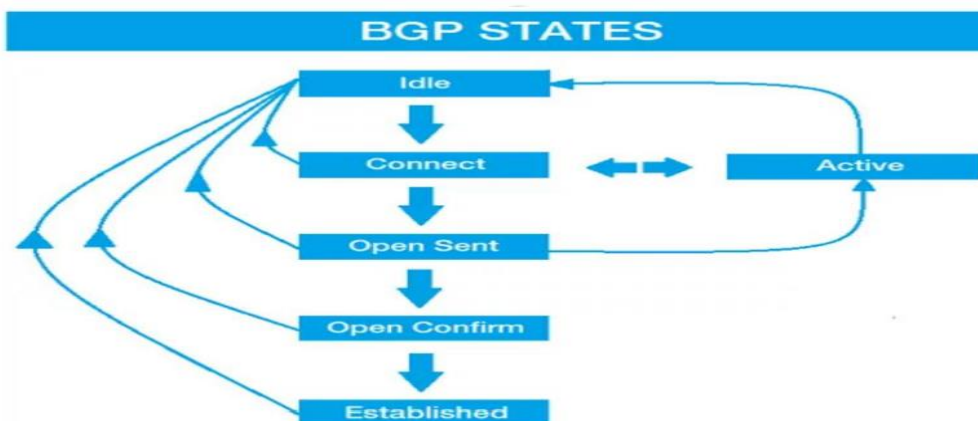 BGP STATES
Idle
Connect
Active
Open Sent
Open Confirm
Established